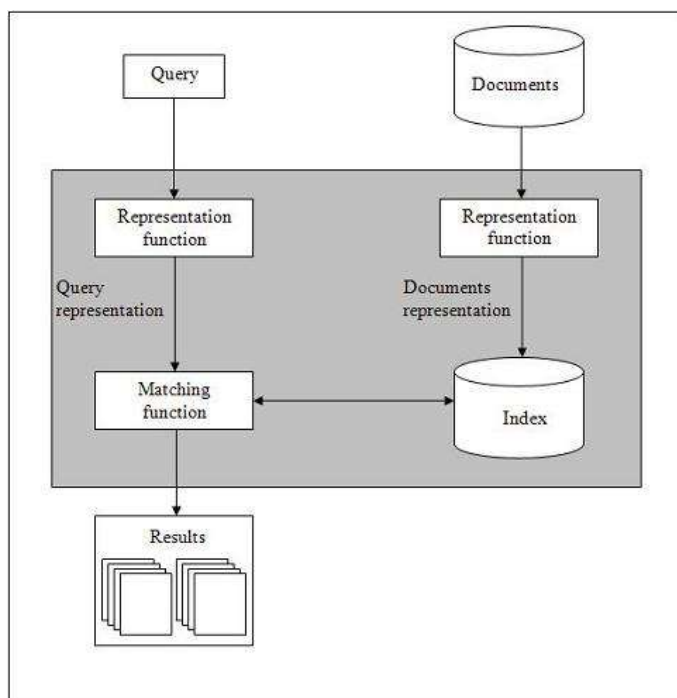 Query
Documents
Representation
function
Representation
function
Query
representation
Documents
representation
Matching
function
Index
Results